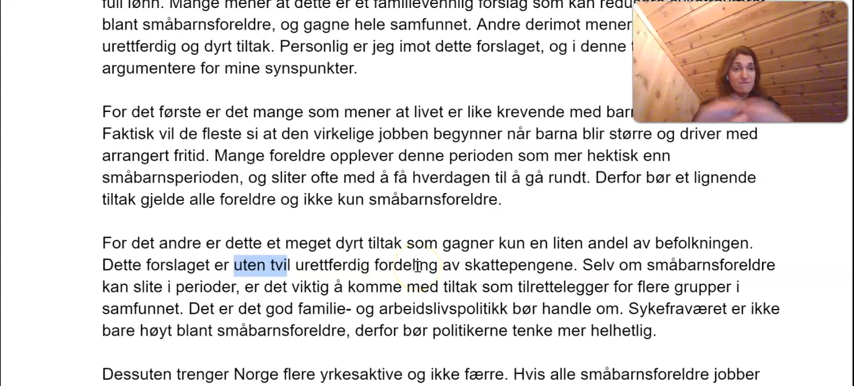 full lønn. Mange mener at dette er et familievennlig forslag som kan redusere sykefraværet
blant småbarnsforeldre, og gagne hele samfunnet. Andre derimot mener
urettferdig og dyrt tiltak. Personlig er jeg imot dette forslaget, og i denne
argumentere for mine synspunkter.
For det første er det mange som mener at livet er like krevende med
Faktisk vil de fleste si at den virkelige jobben begynner når barna blir større og driver med
arrangert fritid. Mange foreldre opplever denne perioden som mer hektisk enn
småbarnsperioden, og sliter ofte med å få hverdagen til å gå rundt. Derfor bør et lignende
tiltak gjelde alle foreldre og ikke kun småbarnsforeldre.
For det andre er dette et meget dyrt tiltak som gagner kun en liten andel av befolkningen.
Dette forslaget er uten tvil urettferdig fordeling av skattepengene. Selv om småbarnsforeldre
kan slite i perioder, er det viktig å komme med tiltak som tilrettelegger for flere grupper i
samfunnet. Det er det god familie- og arbeidslivspolitikk bør handle om. Sykefraværet er ikke
bare høyt blant småbarnsforeldre, derfor bør politikerne tenke mer helhetlig.
Dessuten trenger Norge flere yrkesaktive og ikke færre. Hvis alle småbarnsforeldre jobber